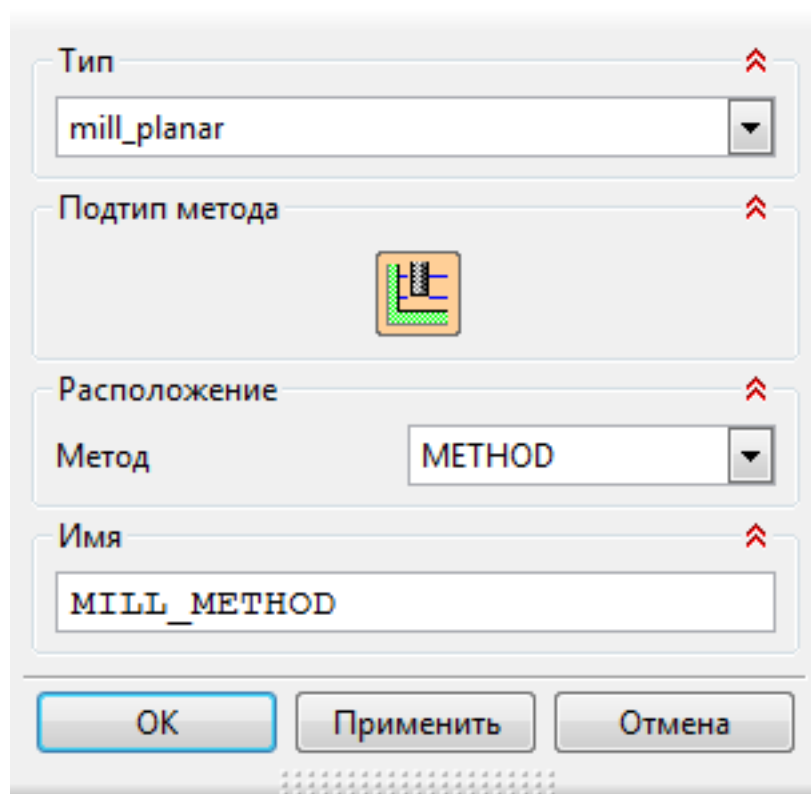 Тип
mill_planar
Подтип метода
Расположение
Метод METHOD
Имя
MILL_METHOD
OK Применить Отмена